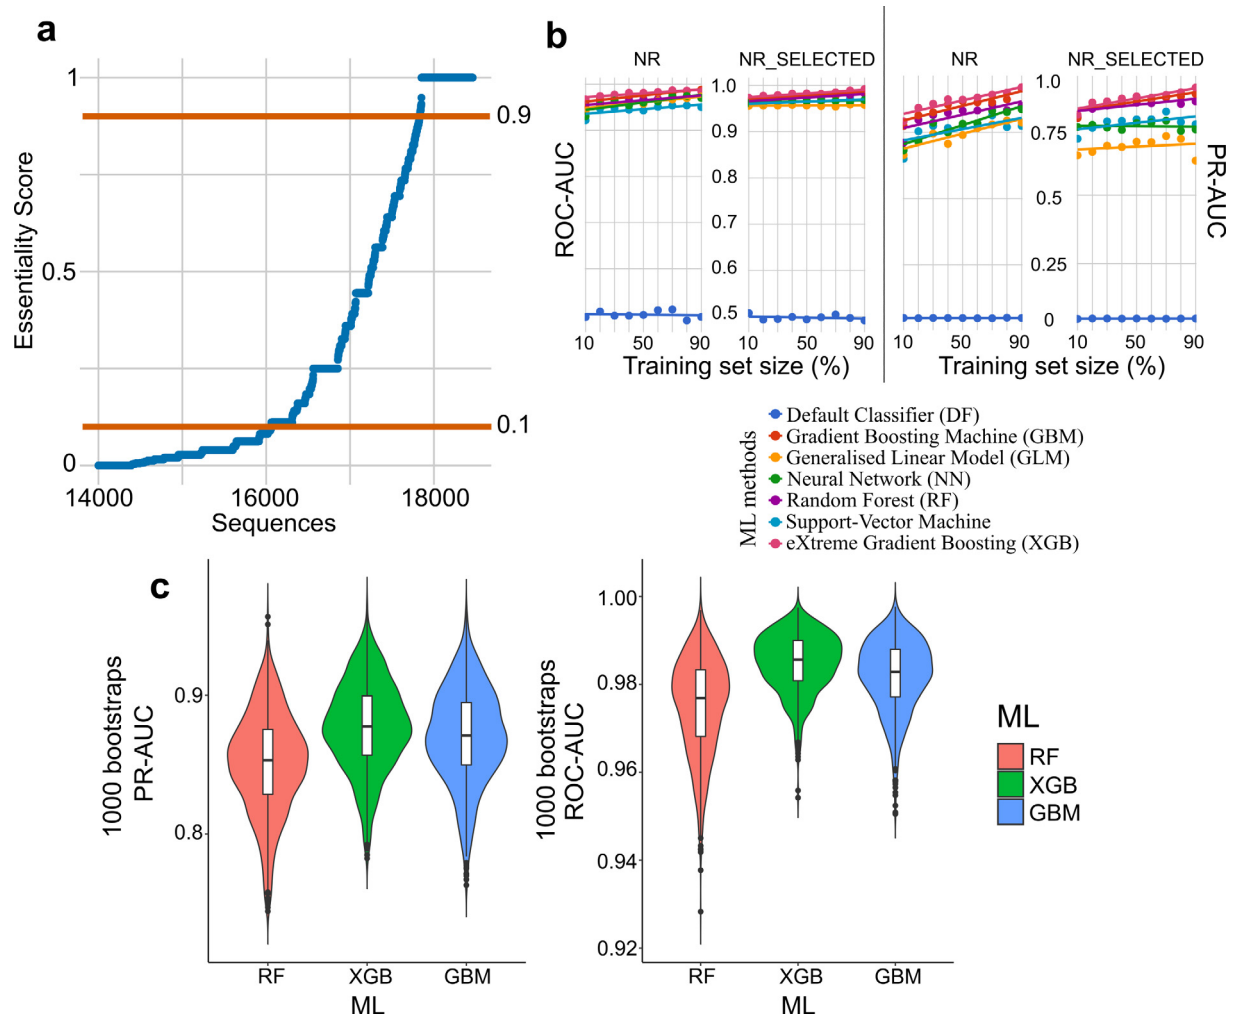 a
Essentiality Score
1
0.5
0
0.9
0.1
14000
16000
18000
Sequences
b
NR
NR_SELECTED
NR
NR_SELECTED
ROC-AUC
1.0
0.9
0.8
0.7
0.6
0.5
1.0
0.75
0.5
0.25
0
PR-AUC
10
50
90
10
50
90
10
50
90
10
50
90
Training set size (%)
Training set size (%)
ML methods
Default Classifier (DF)
Gradient Boosting Machine (GBM)
Generalised Linear Model (GLM)
Neural Network (NN)
Random Forest (RF)
Support-Vector Machine
eXtreme Gradient Boosting (XGB)
c
1000 bootstraps
PR-AUC
0.9
0.8
RF
XGB
GBM
ML
1000 bootstraps
ROC-AUC
1.00
0.98
0.96
0.94
0.92
RF
XGB
GBM
ML
ML
RF
XGB
GBM